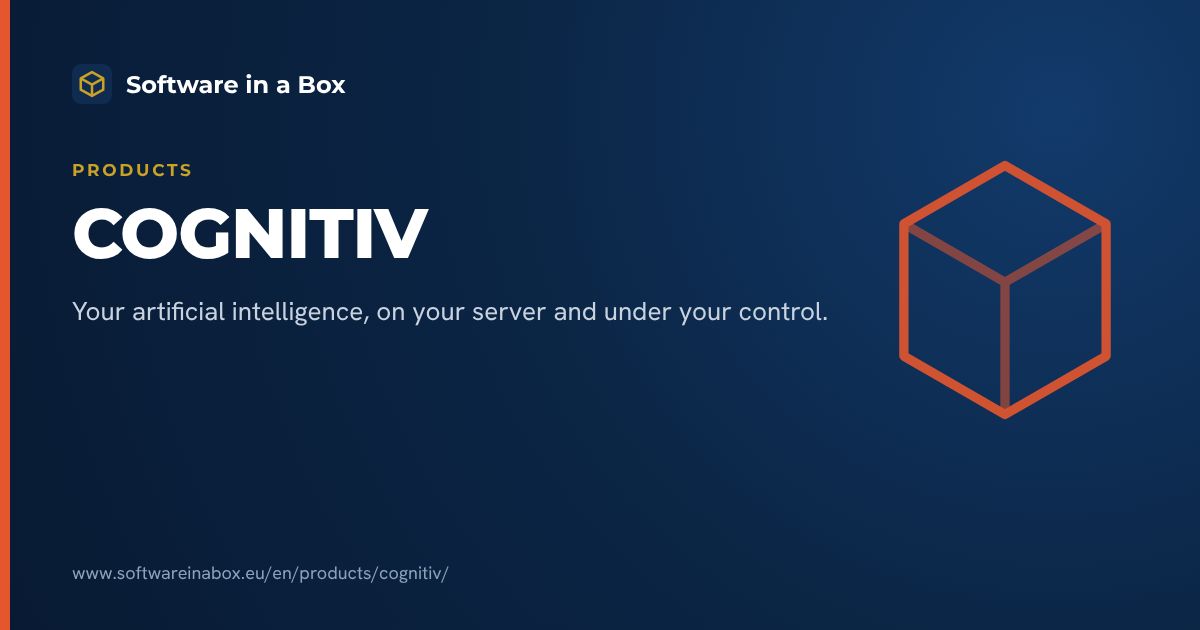 Software in a Box
PRODUCTS
COGNITIV
Your artificial intelligence, on your server and under your control.
www.softwareinabox.eu/en/products/cognitiv/